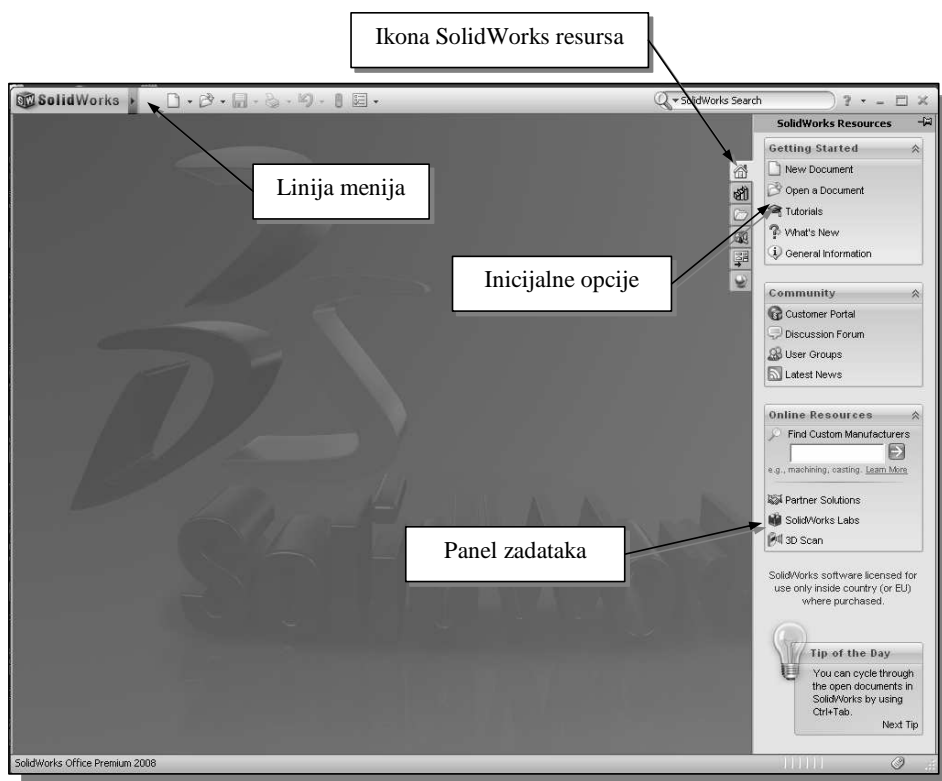 Ikona SolidWorks resursa
SolidWorks
SolidWorks Search
?
SolidWorks Resources
Linija menija
Getting Started
New Document
Open a Document
Tutorials
What's New
General Information
Inicijalne opcije
Community
Customer Portal
Discussion Forum
User Groups
Latest News
Online Resources
Find Custom Manufacturers
e.g., machining, casting. Learn More
Partner Solutions
SolidWorks Labs
3D Scan
Panel zadataka
SolidWorks software licensed for
use only inside country (or EU)
where purchased.
Tip of the Day
You can cycle through
the open documents in
SolidWorks by using
Ctrl+Tab.
Next Tip
SolidWorks
SolidWorks Office Premium 2008